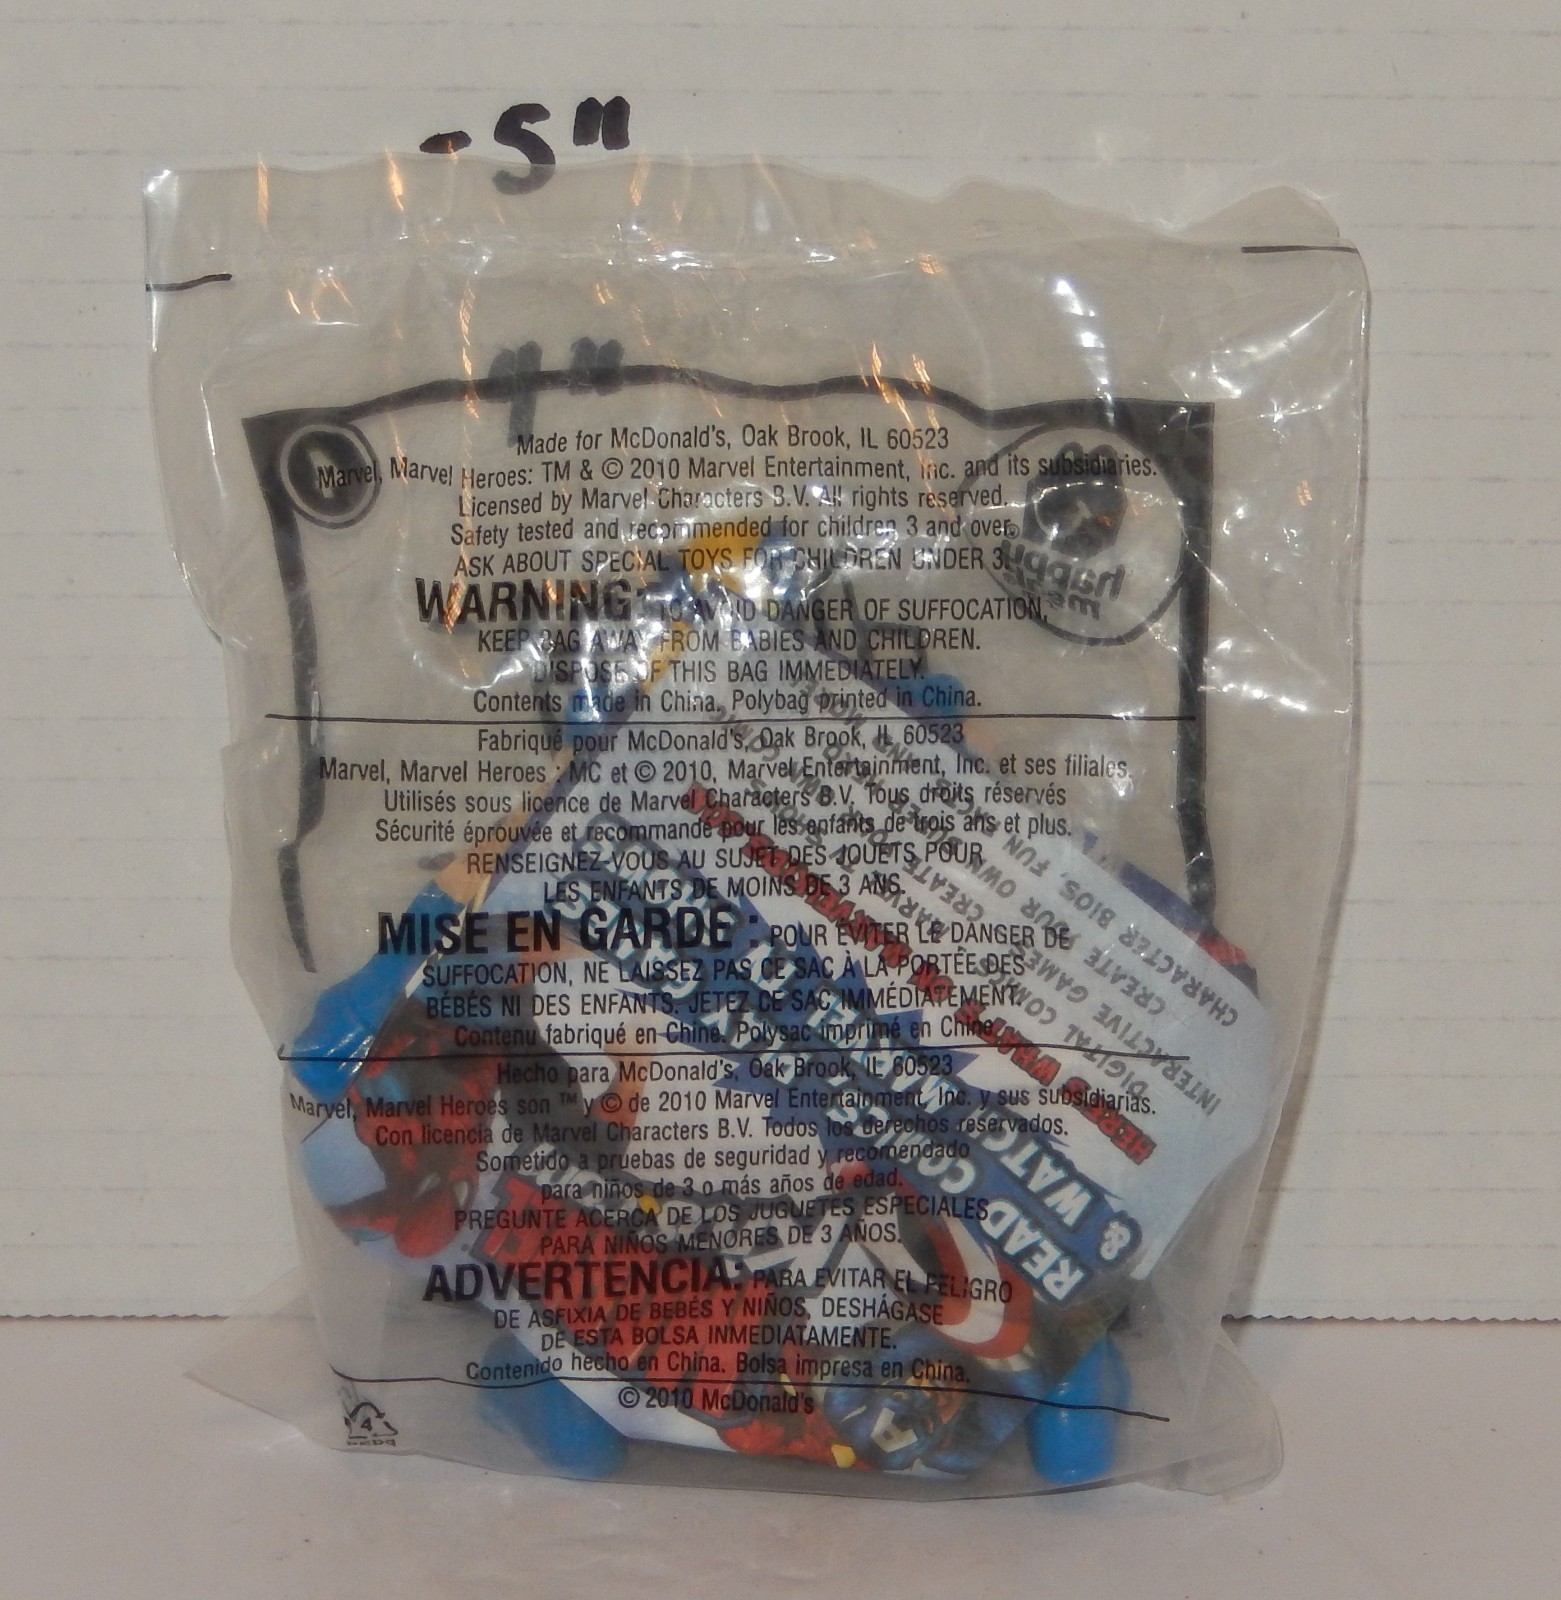 -5"
4"
Made for McDonald's, Oak Brook, IL 60523
Marvel, Marvel Heroes: TM & © 2010 Marvel Entertainment, Inc. and its subsidiaries.
Licensed by Marvel Characters B.V. All rights reserved.
Safety tested and recommended for children 3 and over.
ASK ABOUT SPECIAL TOYS FOR CHILDREN UNDER 3.
WARNING: TO AVOID DANGER OF SUFFOCATION,
KEEP BAG AWAY FROM BABIES AND CHILDREN.
DISPOSE OF THIS BAG IMMEDIATELY.
Contents made in China. Polybag printed in China.
happy
meal
Fabriqué pour McDonald's, Oak Brook, IL 60523
Marvel, Marvel Heroes : MC et © 2010, Marvel Entertainment, Inc. et ses filiales.
Utilisés sous licence de Marvel Characters B.V. Tous droits réservés
Sécurité éprouvée et recommandé pour les enfants de trois ans et plus.
RENSEIGNEZ-VOUS AU SUJET DES JOUETS POUR
LES ENFANTS DE MOINS DE 3 ANS.
MISE EN GARDE : POUR ÉVITER LE DANGER DE
SUFFOCATION, NE LAISSEZ PAS CE SAC À LA PORTÉE DES
BÉBÉS NI DES ENFANTS. JETEZ CE SAC IMMÉDIATEMENT.
Contenu fabriqué en Chine. Polysac imprimé en Chine.
Hecho para McDonald's, Oak Brook, IL 60523
Marvel, Marvel Heroes son ™ y © de 2010 Marvel Entertainment, Inc. y sus subsidiarias.
Con licencia de Marvel Characters B.V. Todos los derechos reservados.
Sometido a pruebas de seguridad y recomendado
para niños de 3 o más años de edad.
PREGUNTE ACERCA DE LOS JUGUETES ESPECIALES
PARA NIÑOS MENORES DE 3 AÑOS.
ADVERTENCIA: PARA EVITAR EL PELIGRO
DE ASFIXIA DE BEBÉS Y NIÑOS, DESHÁGASE
DE ESTA BOLSA INMEDIATAMENTE.
Contenido hecho en China. Bolsa impresa en China.
© 2010 McDonald's
4
READ COMICS, PLAY GAMES
& WATCH MARVEL TV
HERE'S WHAT'S ON
DIGITAL COMICS,
INTERACTIVE GAMES, CREATE YOUR OWN
CHARACTER BIOS, FUN FACTS AND MORE